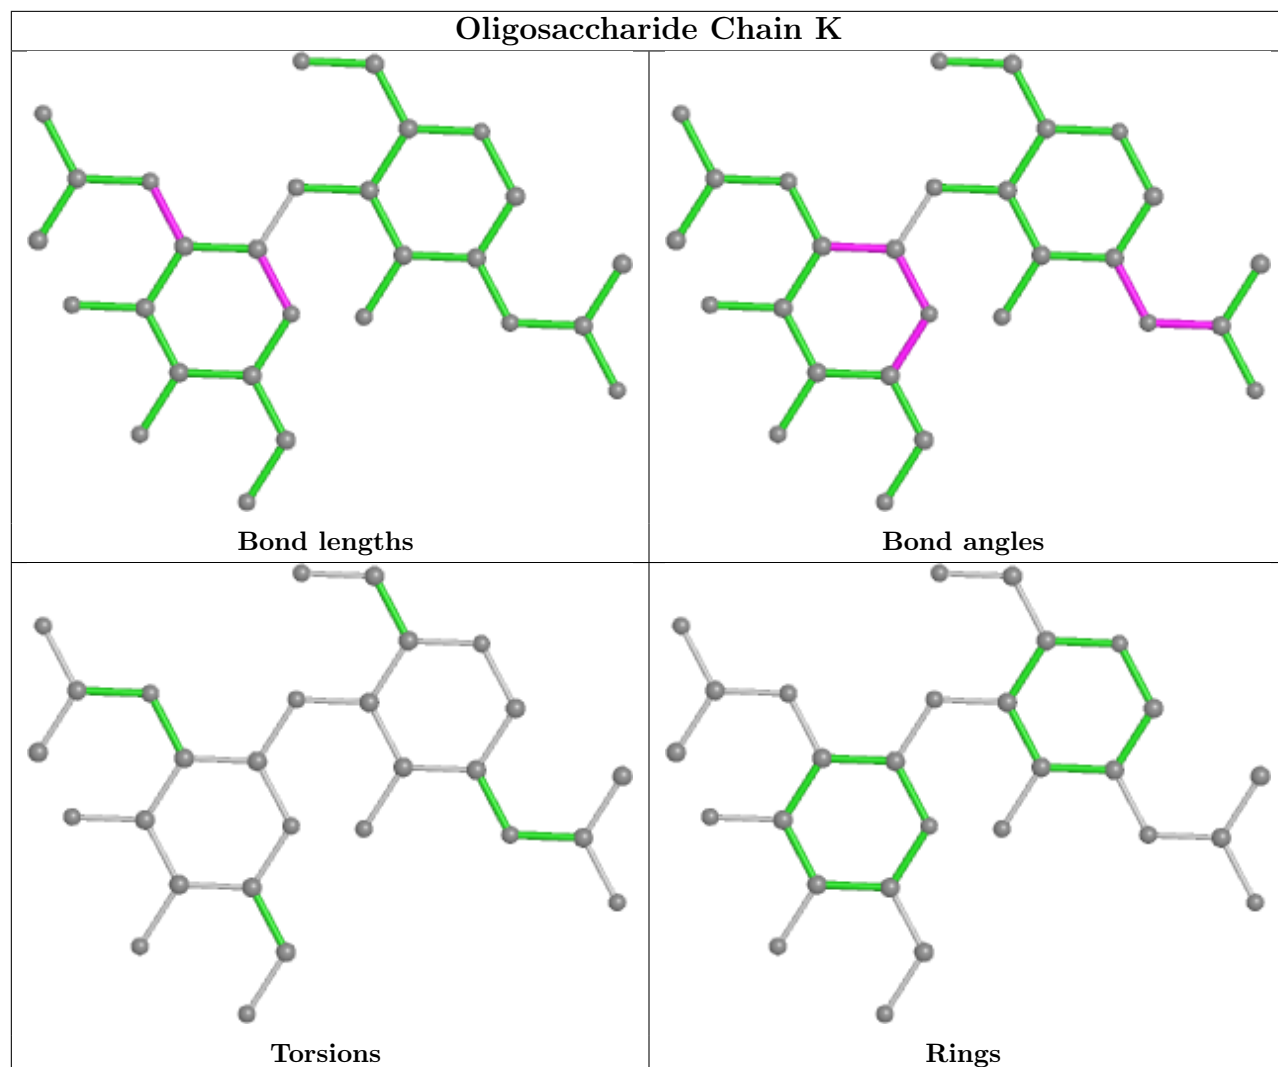 Oligosaccharide Chain K
Bond lengths
Bond angles
Torsions
Rings